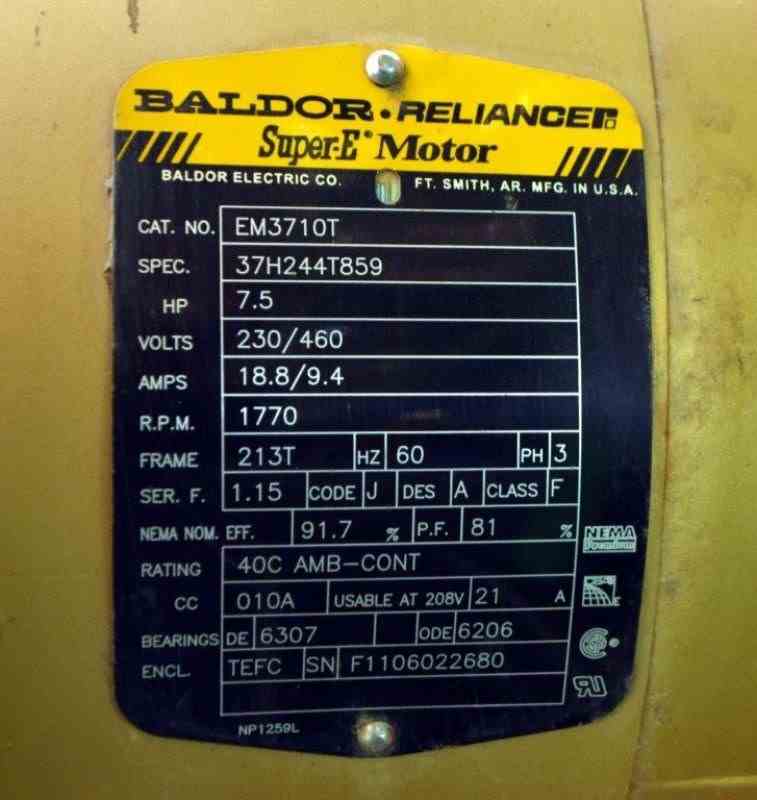 BALDOR • RELIANCER
Super-E® Motor
BALDOR ELECTRIC CO. FT. SMITH, AR. MFG. IN U.S.A.
CAT. NO. EM3710T
SPEC. 37H244T859
HP 7.5
VOLTS 230/460
AMPS 18.8/9.4
R.P.M. 1770
FRAME 213T HZ 60 PH 3
SER. F. 1.15 CODE J DES A CLASS F
NEMA NOM. EFF. 91.7 % P.F. 81 %
NEMA
Premium
RATING 40C AMB-CONT
CC 010A USABLE AT 208V 21 A
BEARINGS DE 6307 ODE 6206
ENCL. TEFC SN F1106022680
NP1259L